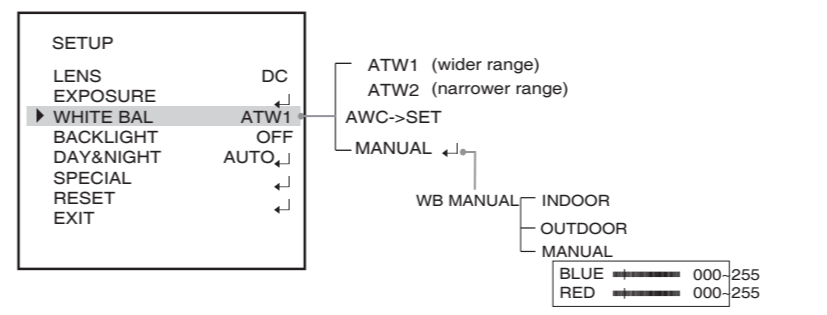 SETUP
LENS DC
EXPOSURE ↵
WHITE BAL ATW1
BACKLIGHT OFF
DAY&NIGHT AUTO↵
SPECIAL ↵
RESET ↵
EXIT
ATW1 (wider range)
ATW2 (narrower range)
AWC->SET
MANUAL ↵
WB MANUAL
INDOOR
OUTDOOR
MANUAL
BLUE 000~255
RED 000~255